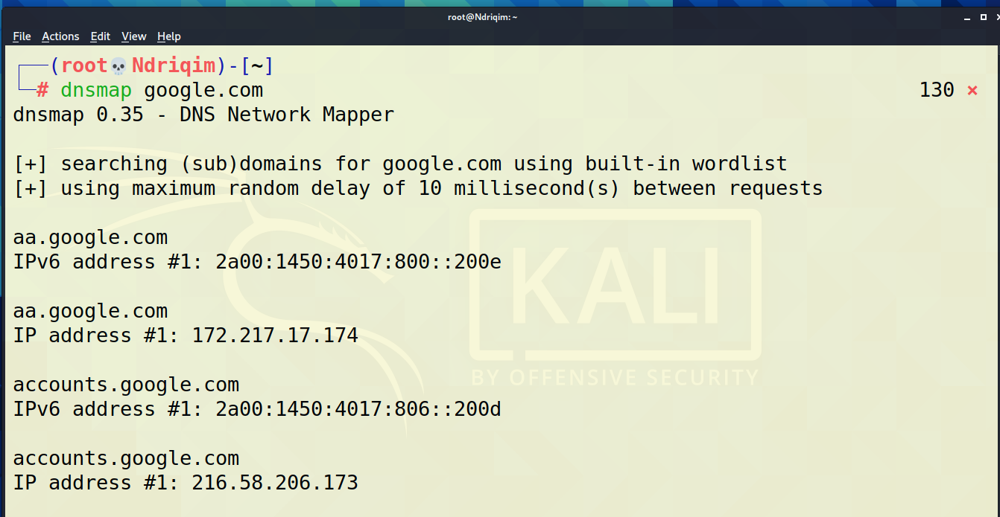 root@Ndriqim: ~
File Actions Edit View Help
(root💀Ndriqim)-[~]
# dnsmap google.com 130 ×
dnsmap 0.35 - DNS Network Mapper
[+] searching (sub)domains for google.com using built-in wordlist
[+] using maximum random delay of 10 millisecond(s) between requests
aa.google.com
IPv6 address #1: 2a00:1450:4017:800::200e
aa.google.com
IP address #1: 172.217.17.174
accounts.google.com
IPv6 address #1: 2a00:1450:4017:806::200d
accounts.google.com
IP address #1: 216.58.206.173
KALI
BY OFFENSIVE SECURITY